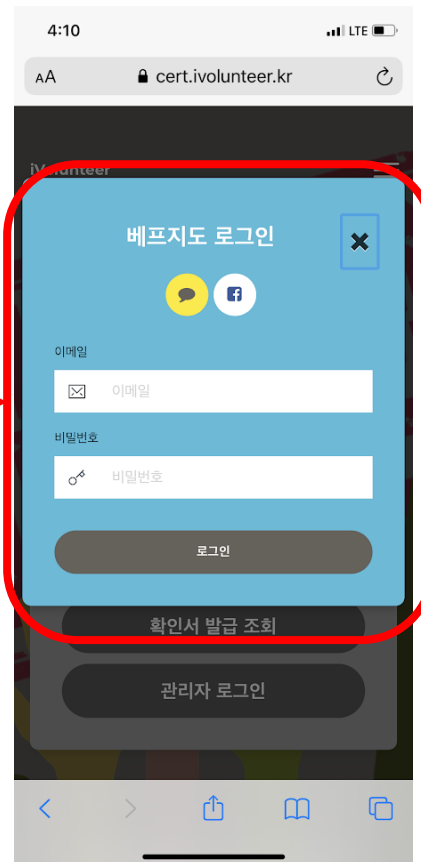 4:10
LTE
AA
cert.ivolunteer.kr
iVolunteer
베프지도 로그인
이메일
이메일
비밀번호
비밀번호
로그인
확인서 발급 조회
관리자 로그인